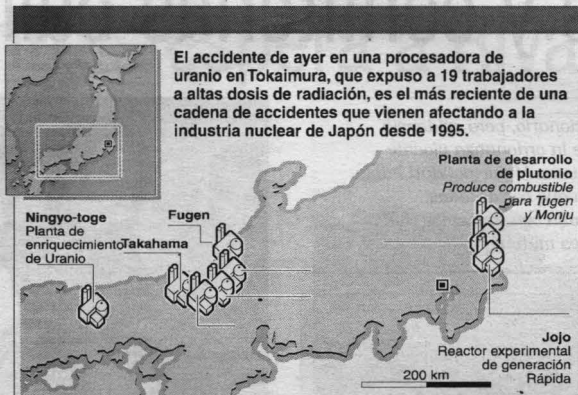 El accidente de ayer en una procesadora de
uranio en Tokaimura, que expuso a 19 trabajadores
a altas dosis de radiación, es el más reciente de una
cadena de accidentes que vienen afectando a la
industria nuclear de Japón desde 1995.
Planta de desarrollo
de plutonio
Produce combustible
para Tugen
y Monju
Ningyo-toge
Planta de
enriquecimiento
de Uranio
Fugen
Takahama
Jojo
Reactor experimental
de generación
Rápida
200 km